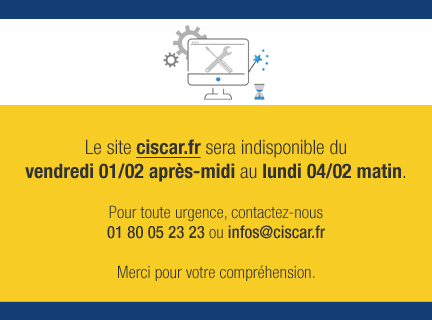 Le site ciscar.fr sera indisponible du
vendredi 01/02 après-midi au lundi 04/02 matin.
Pour toute urgence, contactez-nous
01 80 05 23 23 ou infos@ciscar.fr
Merci pour votre compréhension.